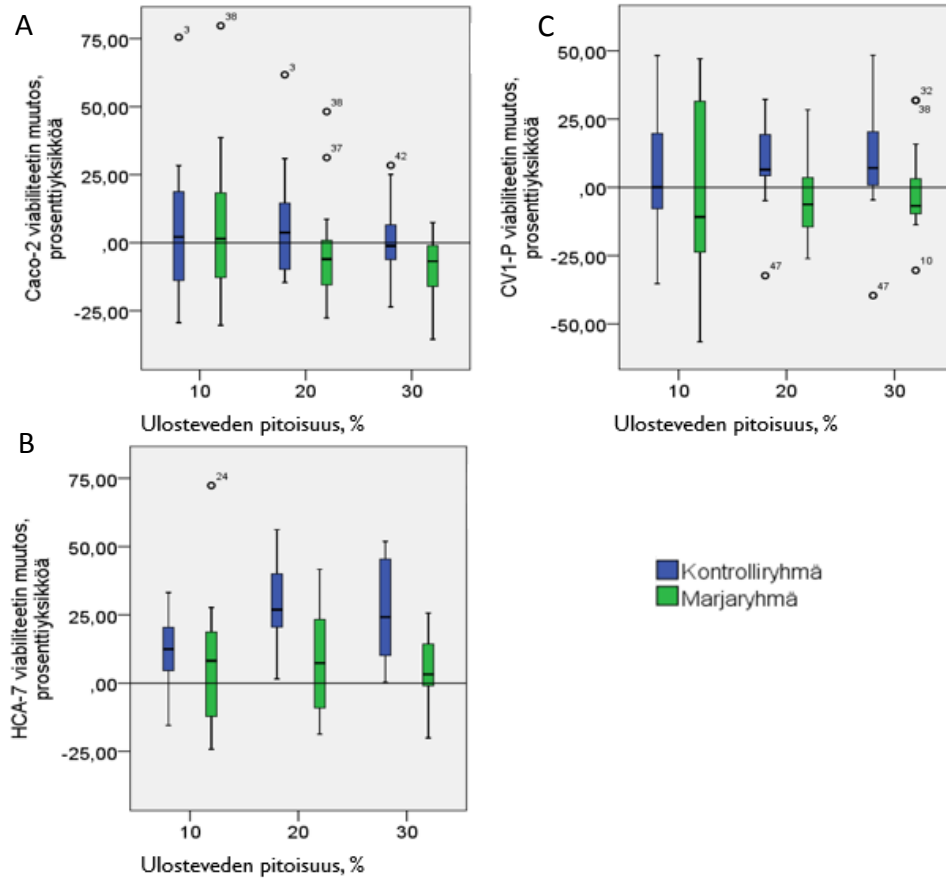 A
Caco-2 viabiliteetin muutos,
prosenttiyksikköä
75,00
50,00
25,00
,00
-25,00
3
38
3
38
37
42
10
20
30
Ulosteveden pitoisuus, %
C
CV1-P viabiliteetin muutos,
prosenttiyksikköä
50,00
25,00
,00
-25,00
-50,00
47
47
32
38
10
10
20
30
Ulosteveden pitoisuus, %
B
HCA-7 viabiliteetin muutos,
prosenttiyksikköä
75,00
50,00
25,00
,00
-25,00
24
10
20
30
Ulosteveden pitoisuus, %
Kontrolliryhmä
Marjaryhmä